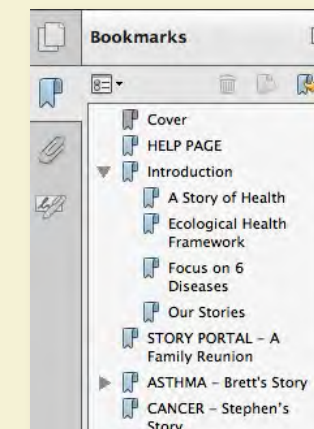 Bookmarks
Cover
HELP PAGE
Introduction
A Story of Health
Ecological Health
Framework
Focus on 6
Diseases
Our Stories
STORY PORTAL – A
Family Reunion
ASTHMA – Brett's Story
CANCER – Stephen's
Story